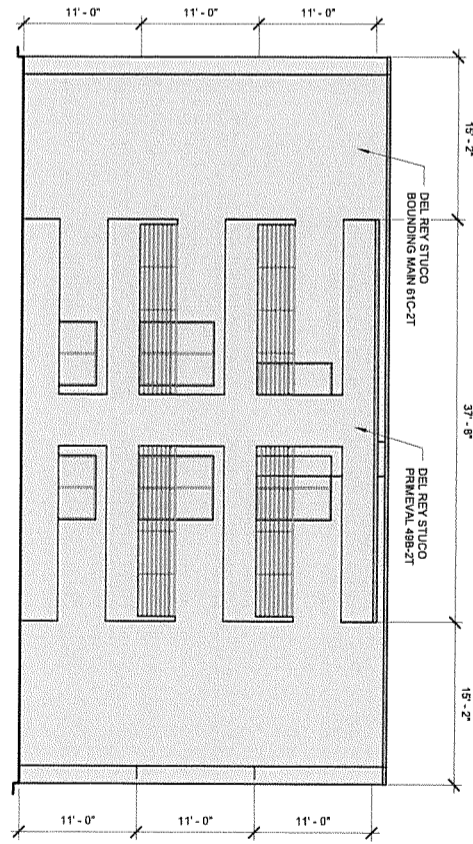 11' - 0"
11' - 0"
11' - 0"
15' - 2"
DEL REY STUCO
BOUNDING MAIN 61C-2T
37' - 8"
DEL REY STUCO
PRIMEVAL 49B-2T
15' - 2"
11' - 0"
11' - 0"
11' - 0"